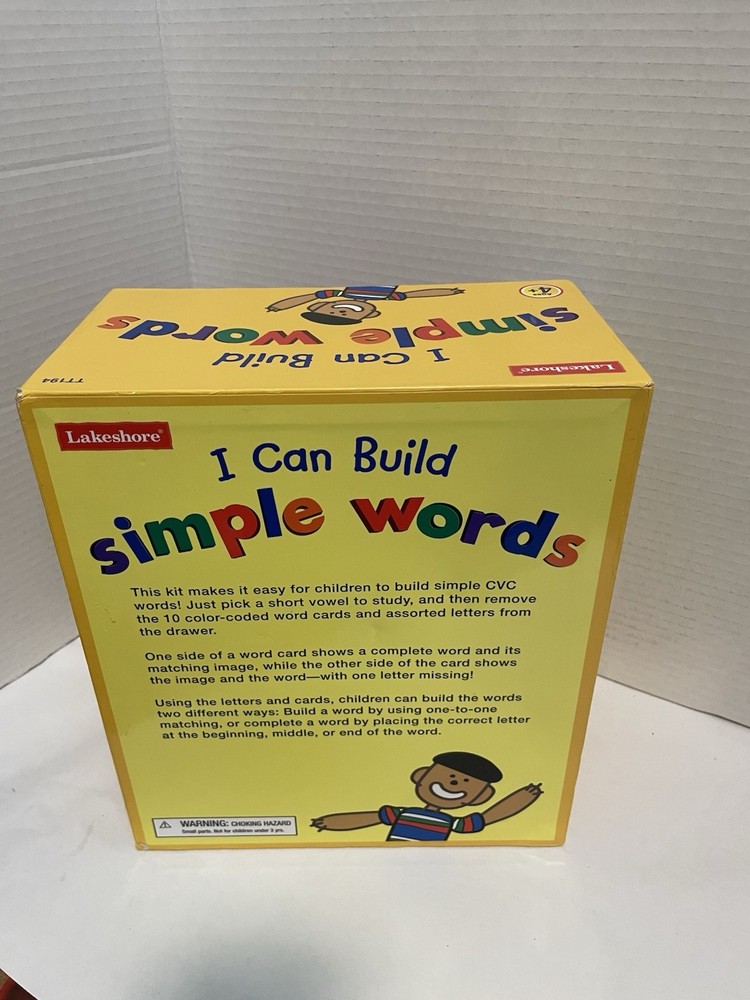 simple words
I Can Build
Ages 4+
Lakeshore
TT194
Lakeshore®
I Can Build
simple words
This kit makes it easy for children to build simple CVC
words! Just pick a short vowel to study, and then remove
the 10 color-coded word cards and assorted letters from
the drawer.
One side of a word card shows a complete word and its
matching image, while the other side of the card shows
the image and the word—with one letter missing!
Using the letters and cards, children can build the words
two different ways: Build a word by using one-to-one
matching, or complete a word by placing the correct letter
at the beginning, middle, or end of the word.
WARNING: CHOKING HAZARD
Small parts. Not for children under 3 yrs.